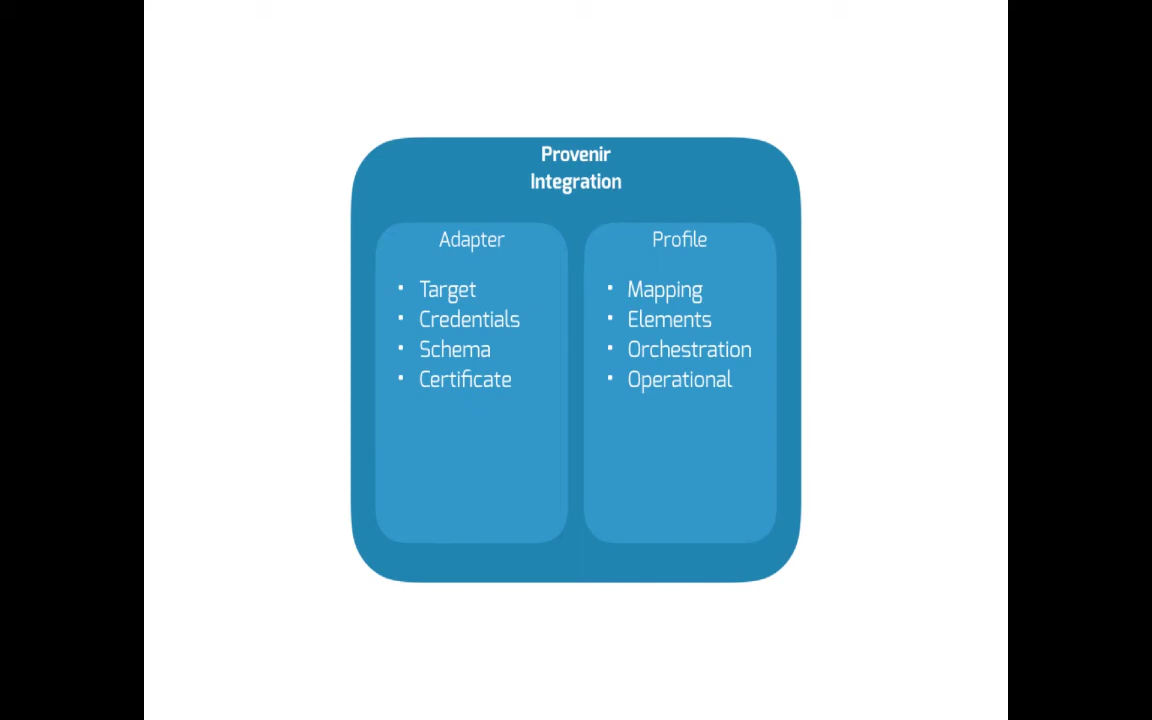 Provenir
Integration
Adapter
• Target
• Credentials
• Schema
• Certificate
Profile
• Mapping
• Elements
• Orchestration
• Operational